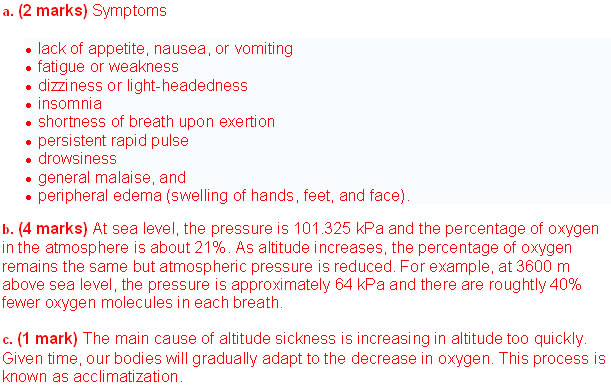 a. (2 marks) Symptoms
• lack of appetite, nausea, or vomiting
• fatigue or weakness
• dizziness or light-headedness
• insomnia
• shortness of breath upon exertion
• persistent rapid pulse
• drowsiness
• general malaise, and
• peripheral edema (swelling of hands, feet, and face).
b. (4 marks) At sea level, the pressure is 101.325 kPa and the percentage of oxygen
in the atmosphere is about 21%. As altitude increases, the percentage of oxygen
remains the same but atmospheric pressure is reduced. For example, at 3600 m
above sea level, the pressure is approximately 64 kPa and there are roughtly 40%
fewer oxygen molecules in each breath.
c. (1 mark) The main cause of altitude sickness is increasing in altitude too quickly.
Given time, our bodies will gradually adapt to the decrease in oxygen. This process is
known as acclimatization.